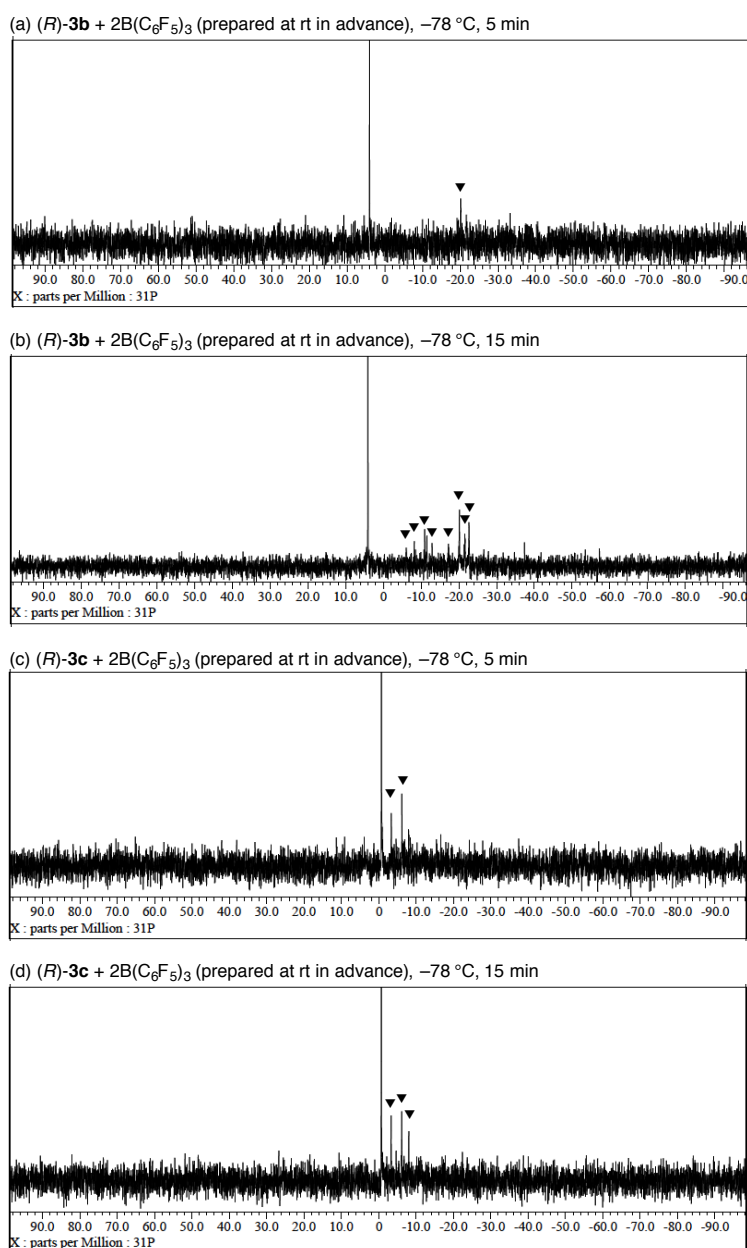 (a) (R)-3b + 2B(C₆F₅)₃ (prepared at rt in advance), –78 °C, 5 min
90.0 80.0 70.0 60.0 50.0 40.0 30.0 20.0 10.0 0 -10.0 -20.0 -30.0 -40.0 -50.0 -60.0 -70.0 -80.0 -90.0
X : parts per Million : 31P
(b) (R)-3b + 2B(C₆F₅)₃ (prepared at rt in advance), –78 °C, 15 min
90.0 80.0 70.0 60.0 50.0 40.0 30.0 20.0 10.0 0 -10.0 -20.0 -30.0 -40.0 -50.0 -60.0 -70.0 -80.0 -90.0
X : parts per Million : 31P
(c) (R)-3c + 2B(C₆F₅)₃ (prepared at rt in advance), –78 °C, 5 min
90.0 80.0 70.0 60.0 50.0 40.0 30.0 20.0 10.0 0 -10.0 -20.0 -30.0 -40.0 -50.0 -60.0 -70.0 -80.0 -90.0
X : parts per Million : 31P
(d) (R)-3c + 2B(C₆F₅)₃ (prepared at rt in advance), –78 °C, 15 min
90.0 80.0 70.0 60.0 50.0 40.0 30.0 20.0 10.0 0 -10.0 -20.0 -30.0 -40.0 -50.0 -60.0 -70.0 -80.0 -90.0
X : parts per Million : 31P